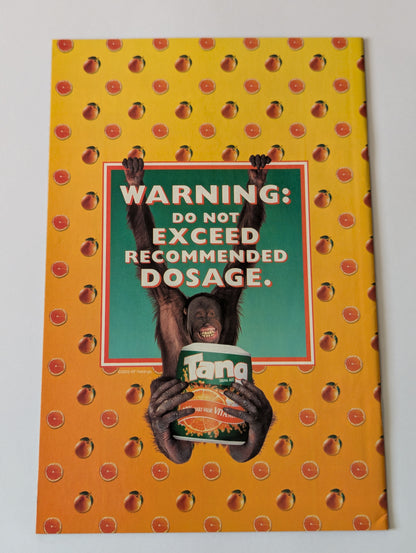 WARNING:
DO NOT
EXCEED
RECOMMENDED
DOSAGE.
Tang